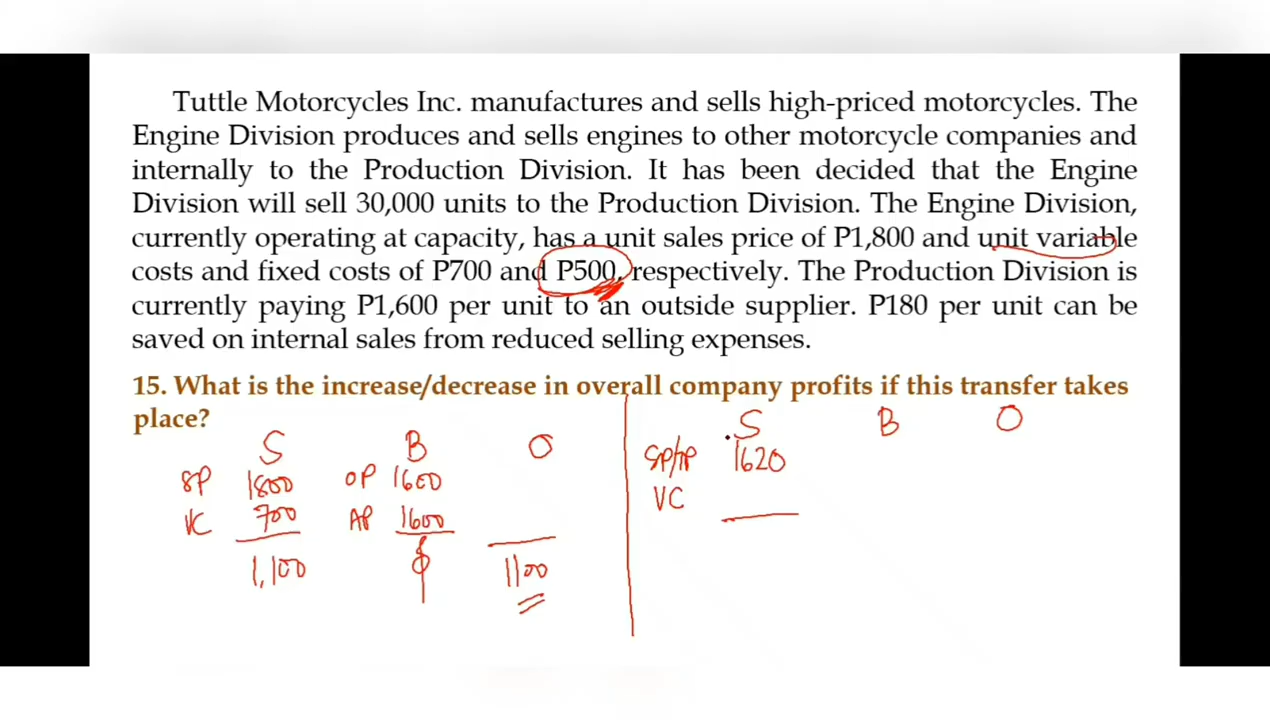 Tuttle Motorcycles Inc. manufactures and sells high-priced motorcycles. The
Engine Division produces and sells engines to other motorcycle companies and
internally to the Production Division. It has been decided that the Engine
Division will sell 30,000 units to the Production Division. The Engine Division,
currently operating at capacity, has a unit sales price of P1,800 and unit variable
costs and fixed costs of P700 and P500, respectively. The Production Division is
currently paying P1,600 per unit to an outside supplier. P180 per unit can be
saved on internal sales from reduced selling expenses.
15. What is the increase/decrease in overall company profits if this transfer takes
place?
S B O
SP 1800 OP 1600
VC 700 AP 1600
1,100 ϕ 1100
S B O
SP/TP 1620
VC